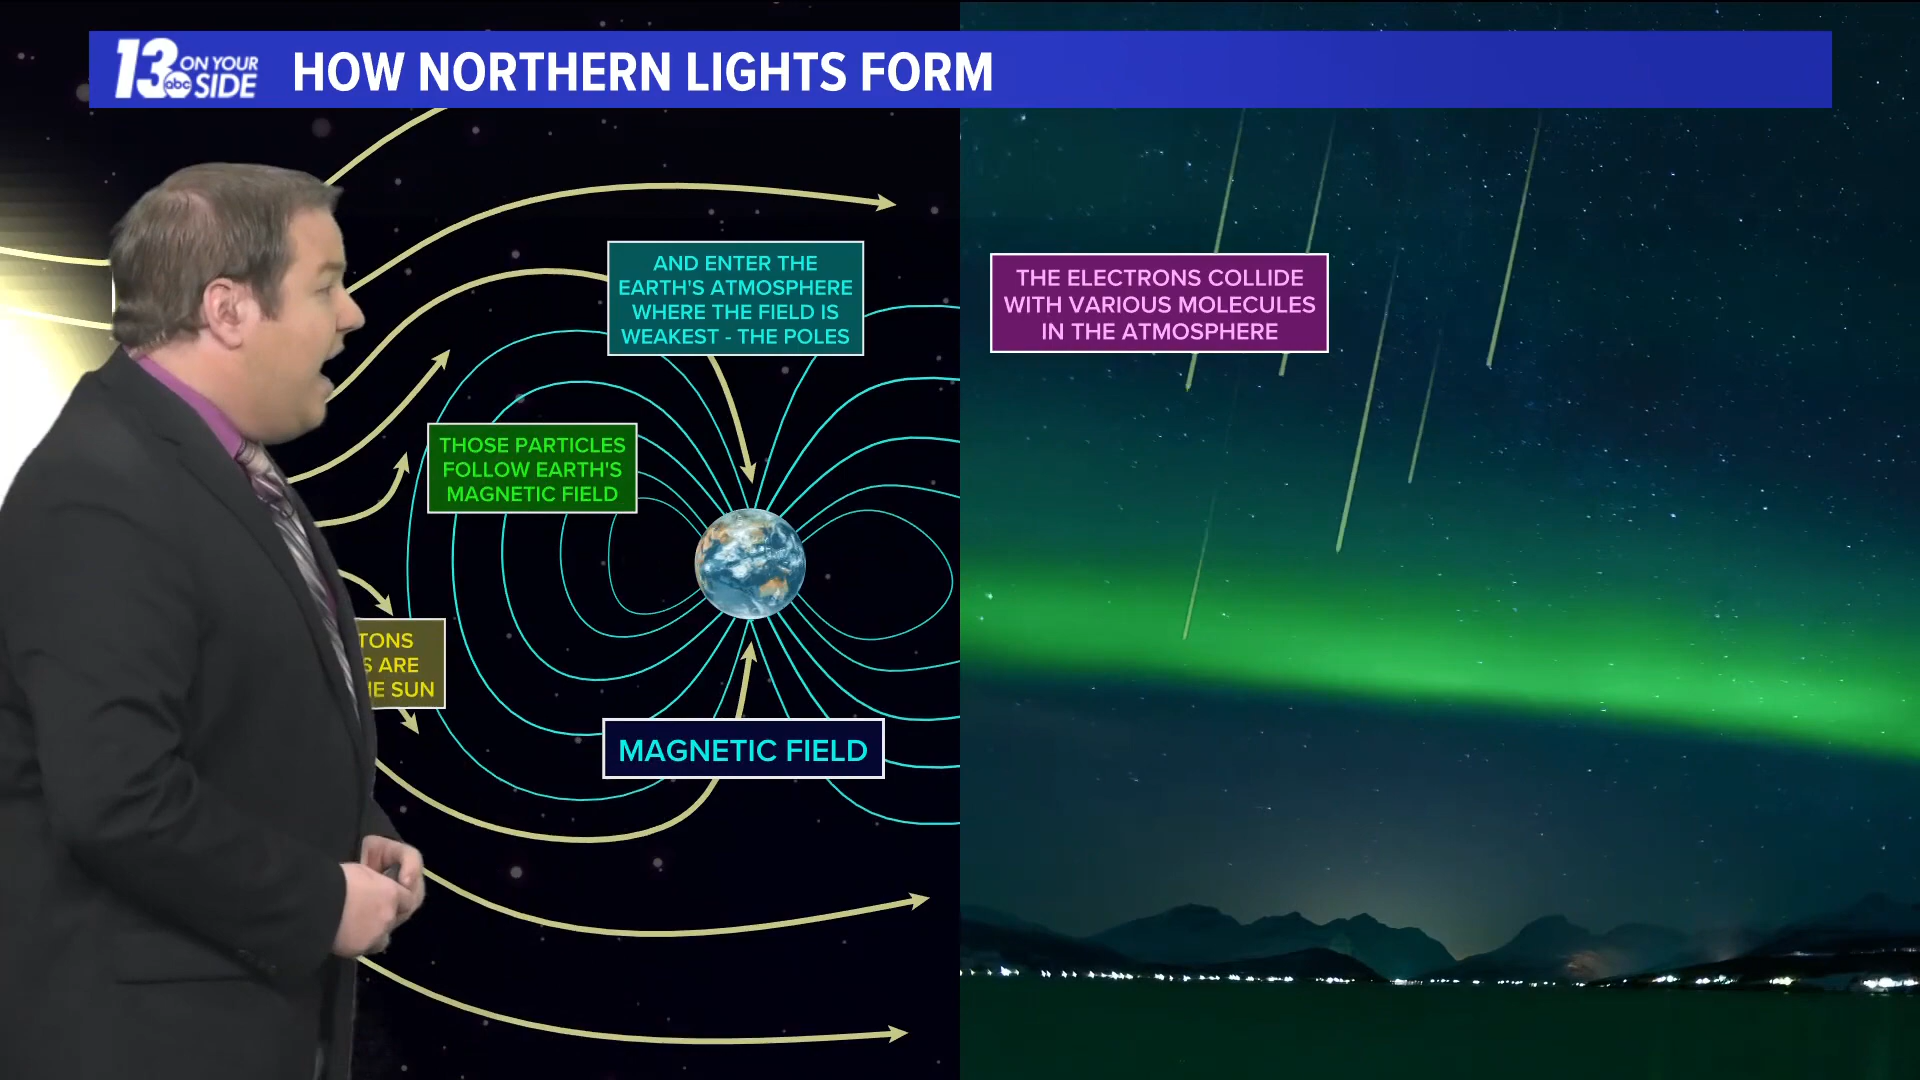 13 ON YOUR SIDE
abc
HOW NORTHERN LIGHTS FORM
AND ENTER THE
EARTH'S ATMOSPHERE
WHERE THE FIELD IS
WEAKEST - THE POLES
THE ELECTRONS COLLIDE
WITH VARIOUS MOLECULES
IN THE ATMOSPHERE
THOSE PARTICLES
FOLLOW EARTH'S
MAGNETIC FIELD
ARE
SUN
MAGNETIC FIELD